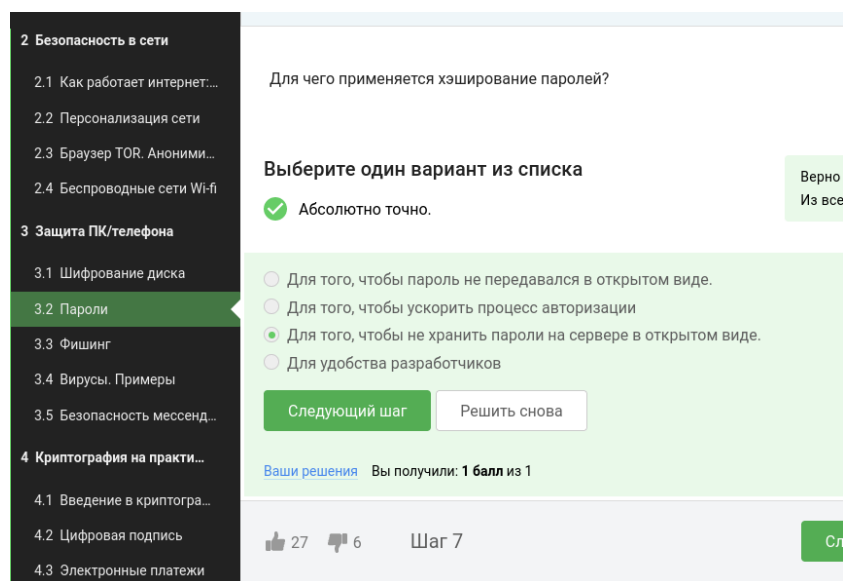 2 Безопасность в сети
2.1 Как работает интернет:...
2.2 Персонализация сети
2.3 Браузер TOR. Аноними...
2.4 Беспроводные сети Wi-fi
3 Защита ПК/телефона
3.1 Шифрование диска
3.2 Пароли
3.3 Фишинг
3.4 Вирусы. Примеры
3.5 Безопасность мессенд...
4 Криптография на практи...
4.1 Введение в криптогра...
4.2 Цифровая подпись
4.3 Электронные платежи
Для чего применяется хэширование паролей?
Выберите один вариант из списка
Абсолютно точно.
Верно
Из все
Для того, чтобы пароль не передавался в открытом виде.
Для того, чтобы ускорить процесс авторизации
Для того, чтобы не хранить пароли на сервере в открытом виде.
Для удобства разработчиков
Следующий шаг Решить снова
Ваши решения Вы получили: 1 балл из 1
27 6 Шаг 7
Сл